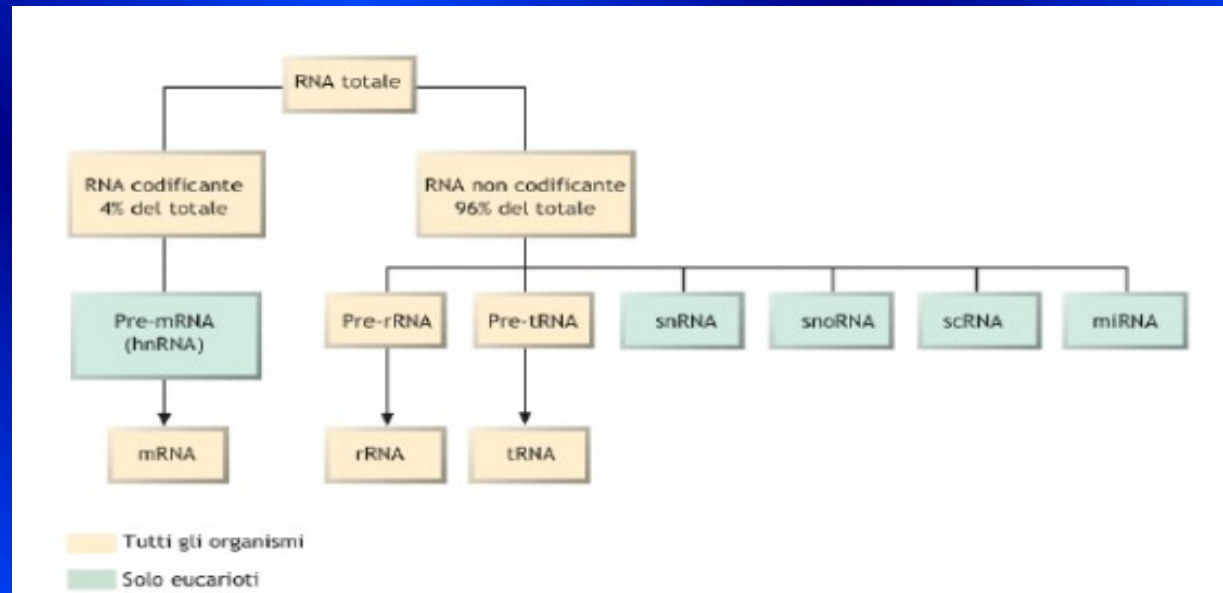 RNA totale
RNA codificante
4% del totale
RNA non codificante
96% del totale
Pre-mRNA
(hnRNA)
Pre-rRNA
Pre-tRNA
snRNA
snoRNA
scRNA
miRNA
mRNA
rRNA
tRNA
Tutti gli organismi
Solo eucarioti